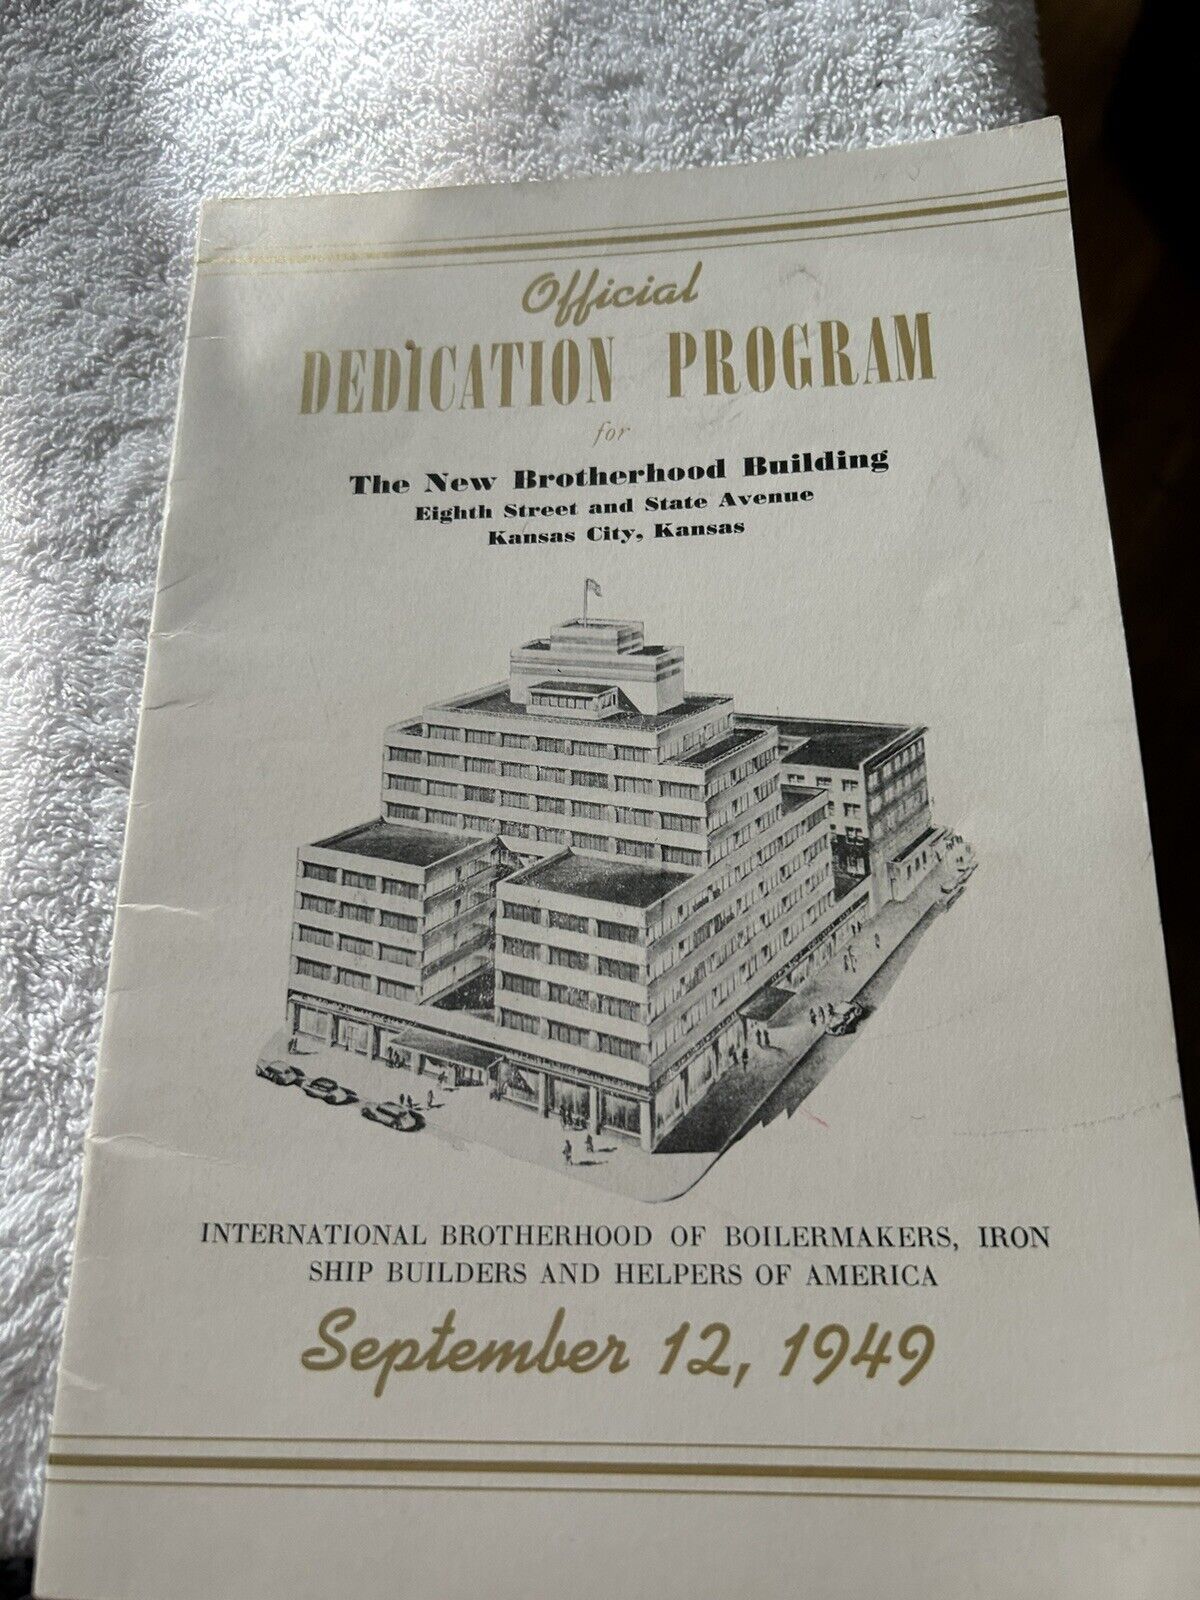 Official
DEDICATION PROGRAM
for
The New Brotherhood Building
Eighth Street and State Avenue
Kansas City, Kansas
INTERNATIONAL BROTHERHOOD OF BOILERMAKERS, IRON
SHIP BUILDERS AND HELPERS OF AMERICA
September 12, 1949